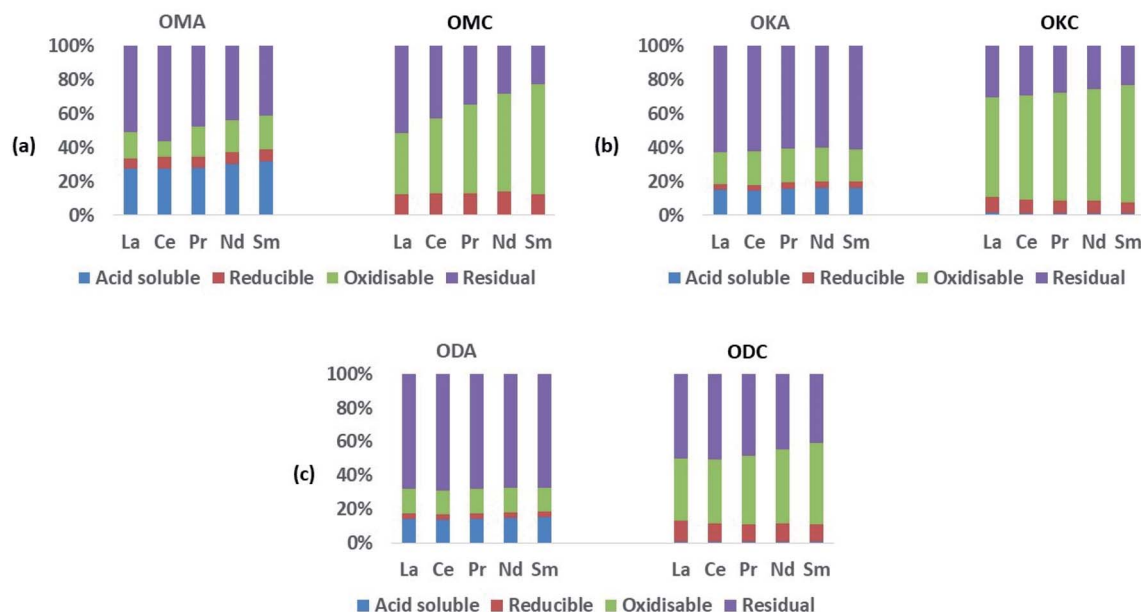 OMA
OMC
100%
80%
60%
40%
20%
0%
La Ce Pr Nd Sm
La Ce Pr Nd Sm
Acid soluble Reducible Oxidisable Residual
(a)
OKA
OKC
100%
80%
60%
40%
20%
0%
La Ce Pr Nd Sm
La Ce Pr Nd Sm
Acid soluble Reducible Oxidisable Residual
(b)
ODA
ODC
100%
80%
60%
40%
20%
0%
La Ce Pr Nd Sm
La Ce Pr Nd Sm
Acid soluble Reducible Oxidisable Residual
(c)